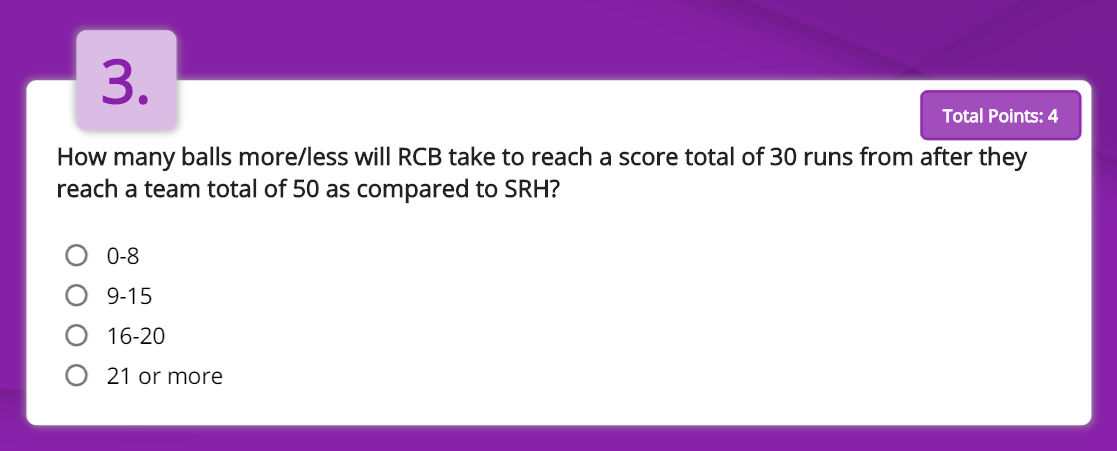 3.
Total Points: 4
How many balls more/less will RCB take to reach a score total of 30 runs from after they
reach a team total of 50 as compared to SRH?
0-8
9-15
16-20
21 or more